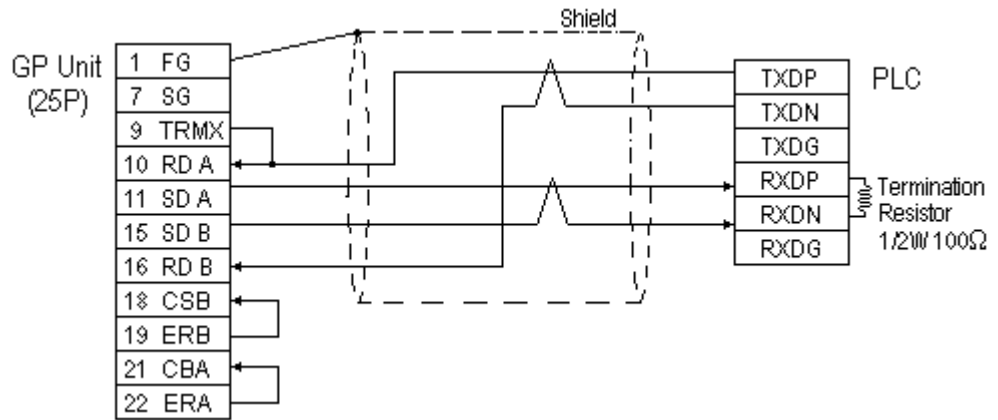 Shield
GP Unit
(25P)
1 FG
7 SG
9 TRMX
10 RD A
11 SD A
15 SD B
16 RD B
18 CSB
19 ERB
21 CBA
22 ERA
TXDP
TXDN
TXDG
RXDP
RXDN
RXDG
PLC
Termination
Resistor
1/2W 100Ω